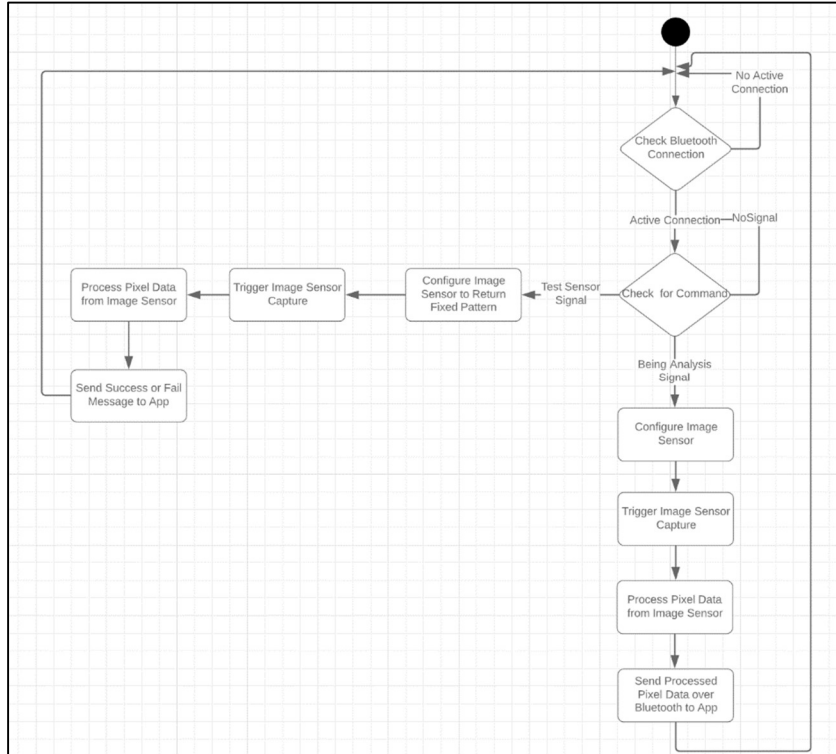 No Active
Connection
Check Bluetooth
Connection
Active Connection
NoSignal
Check for Command
Test Sensor
Signal
Configure Image
Sensor to Return
Fixed Pattern
Trigger Image Sensor
Capture
Process Pixel Data
from Image Sensor
Send Success or Fail
Message to App
Being Analysis
Signal
Configure Image
Sensor
Trigger Image Sensor
Capture
Process Pixel Data
from Image Sensor
Send Processed
Pixel Data over
Bluetooth to App